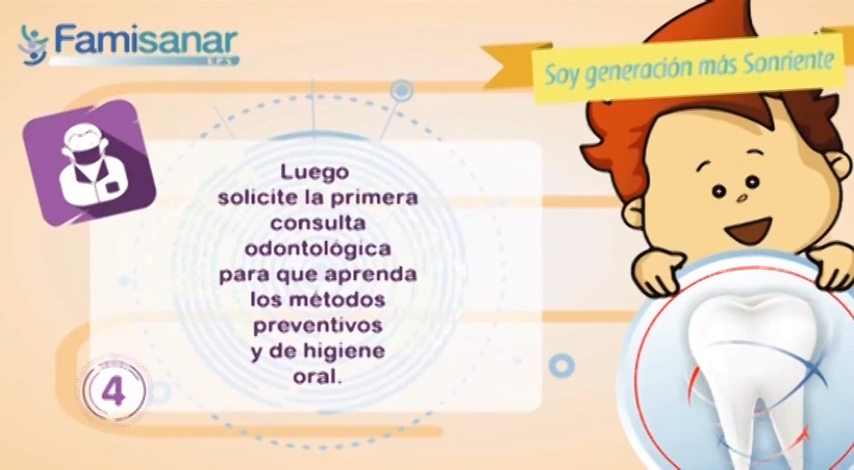 Famisanar
E.P.S
Soy generación más Sonriente
Luego
solicite la primera
consulta
odontológica
para que aprenda
los métodos
preventivos
y de higiene
oral.
4